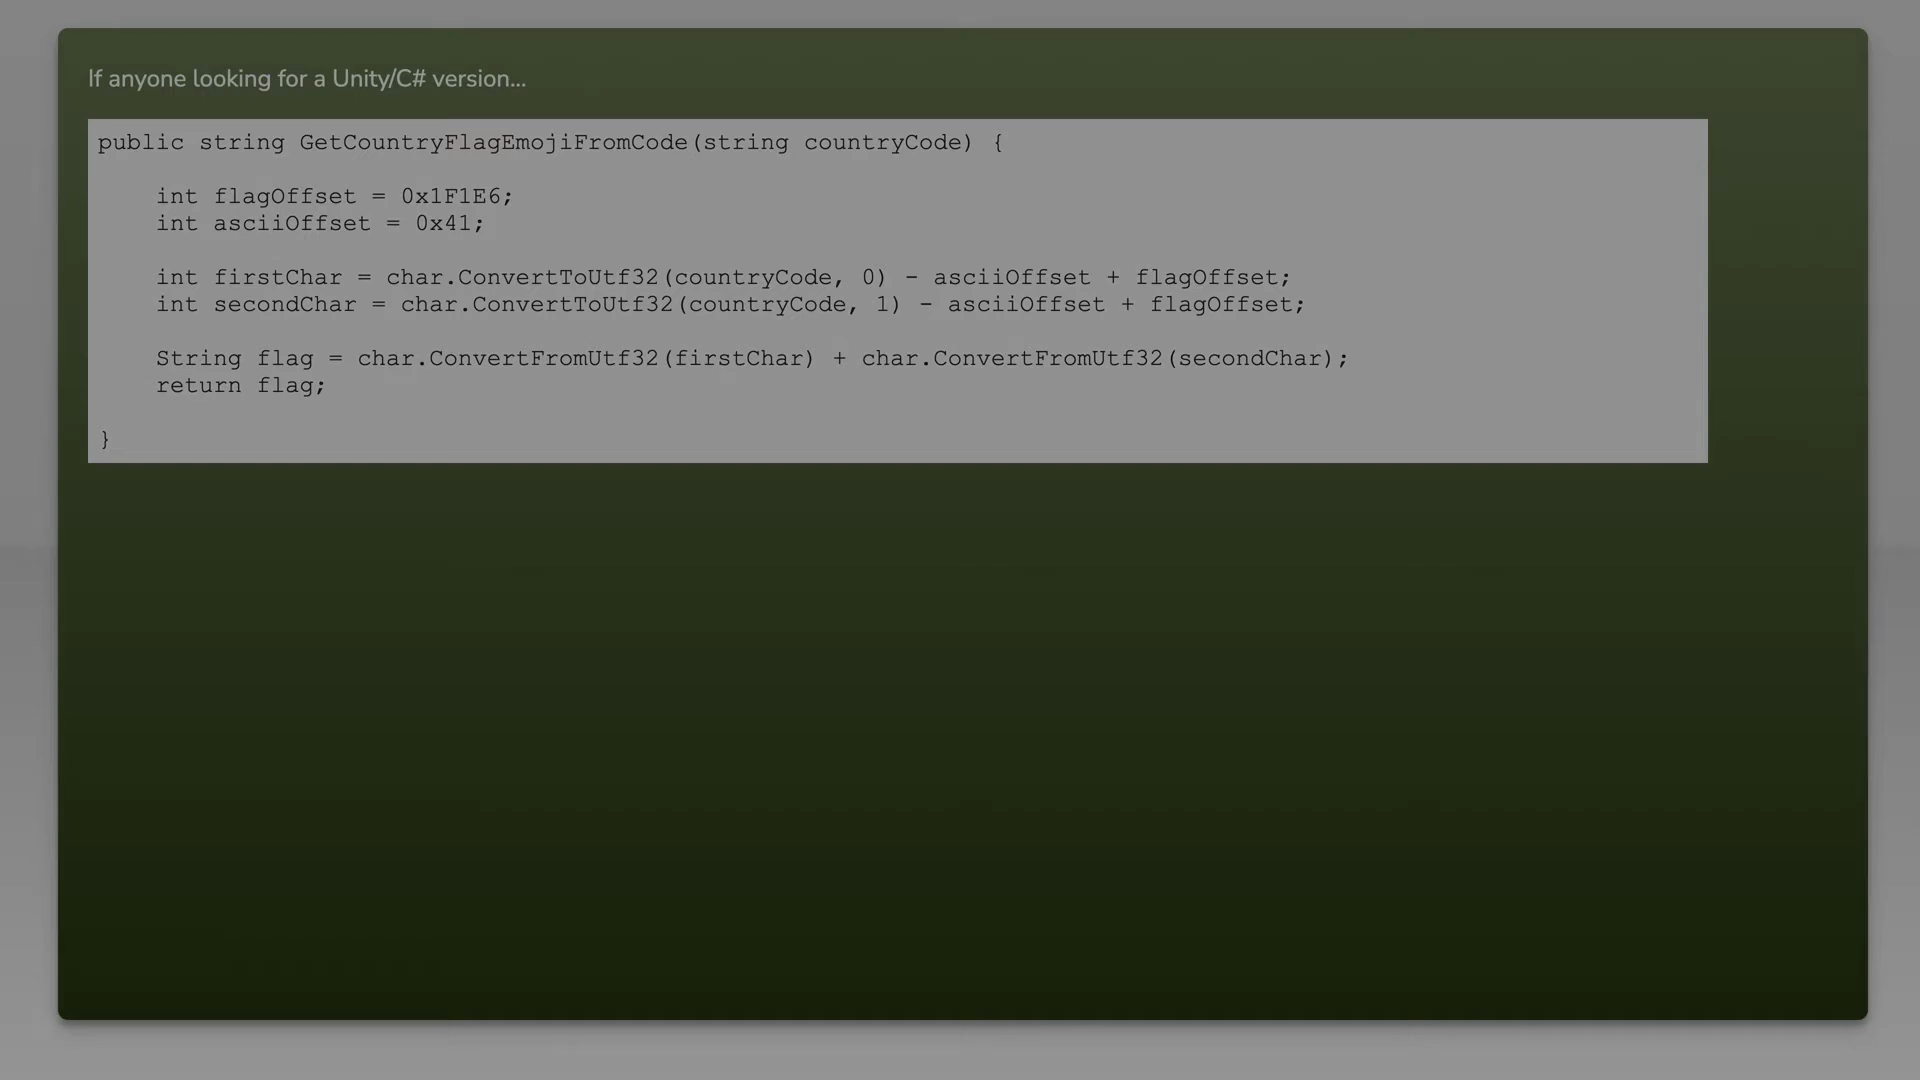 If anyone looking for a Unity/C# version...
public string GetCountryFlagEmojiFromCode(string countryCode) {
int flagOffset = 0x1F1E6;
int asciiOffset = 0x41;
int firstChar = char.ConvertToUtf32(countryCode, 0) - asciiOffset + flagOffset;
int secondChar = char.ConvertToUtf32(countryCode, 1) - asciiOffset + flagOffset;
String flag = char.ConvertFromUtf32(firstChar) + char.ConvertFromUtf32(secondChar);
return flag;
}